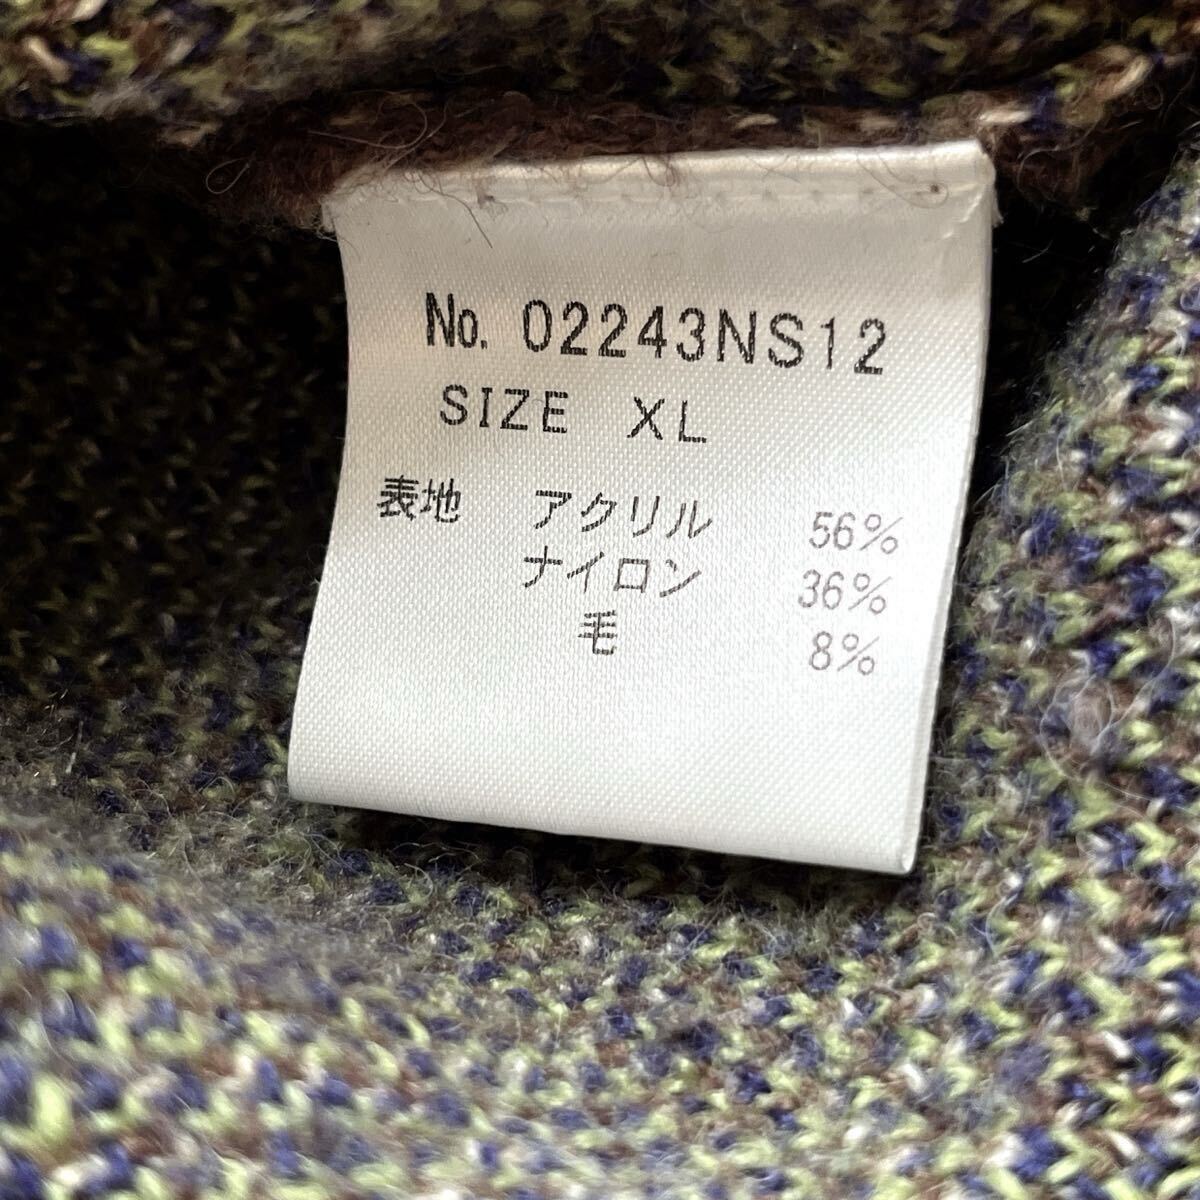 No. 02243NS12
SIZE XL
表地 アクリル 56%
ナイロン 36%
毛 8%